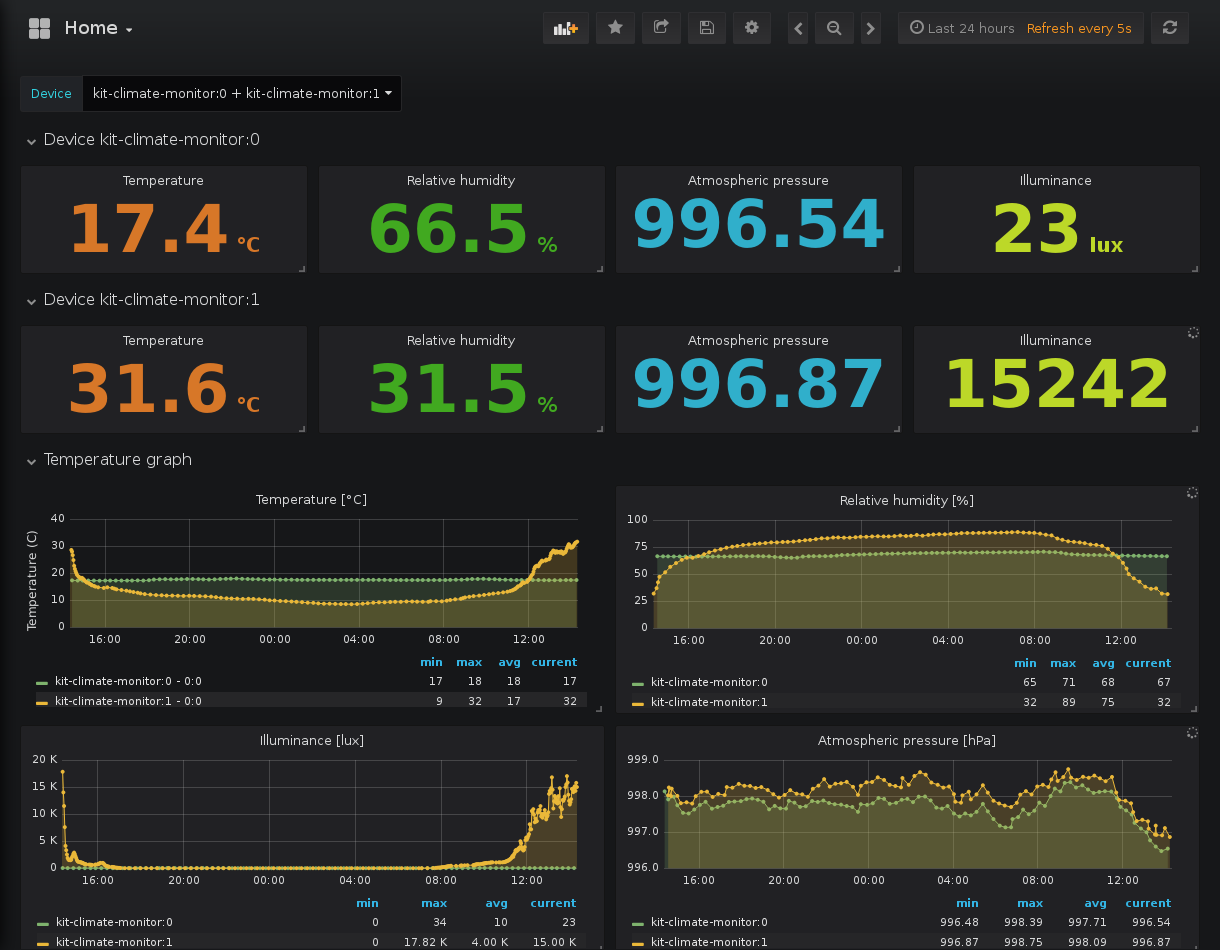 Home
Last 24 hours Refresh every 5s
Device kit-climate-monitor:0 + kit-climate-monitor:1
Device kit-climate-monitor:0
Temperature Relative humidity Atmospheric pressure Illuminance
17.4 °C 66.5 % 996.54 23 lux
Device kit-climate-monitor:1
Temperature Relative humidity Atmospheric pressure Illuminance
31.6 °C 31.5 % 996.87 15242
Temperature graph
Temperature [°C]
Temperature (C)
40
30
20
10
0
16:00 20:00 00:00 04:00 08:00 12:00
min max avg current
kit-climate-monitor:0 - 0:0 17 18 18 17
kit-climate-monitor:1 - 0:0 9 32 17 32
Relative humidity [%]
100
75
50
25
0
16:00 20:00 00:00 04:00 08:00 12:00
min max avg current
kit-climate-monitor:0 65 71 68 67
kit-climate-monitor:1 32 89 75 32
Illuminance [lux]
20 K
15 K
10 K
5 K
0
16:00 20:00 00:00 04:00 08:00 12:00
min max avg current
kit-climate-monitor:0 0 34 10 23
kit-climate-monitor:1 0 17.82 K 4.00 K 15.00 K
Atmospheric pressure [hPa]
999.0
998.0
997.0
996.0
16:00 20:00 00:00 04:00 08:00 12:00
min max avg current
kit-climate-monitor:0 996.48 998.39 997.71 996.54
kit-climate-monitor:1 996.87 998.75 998.09 996.87